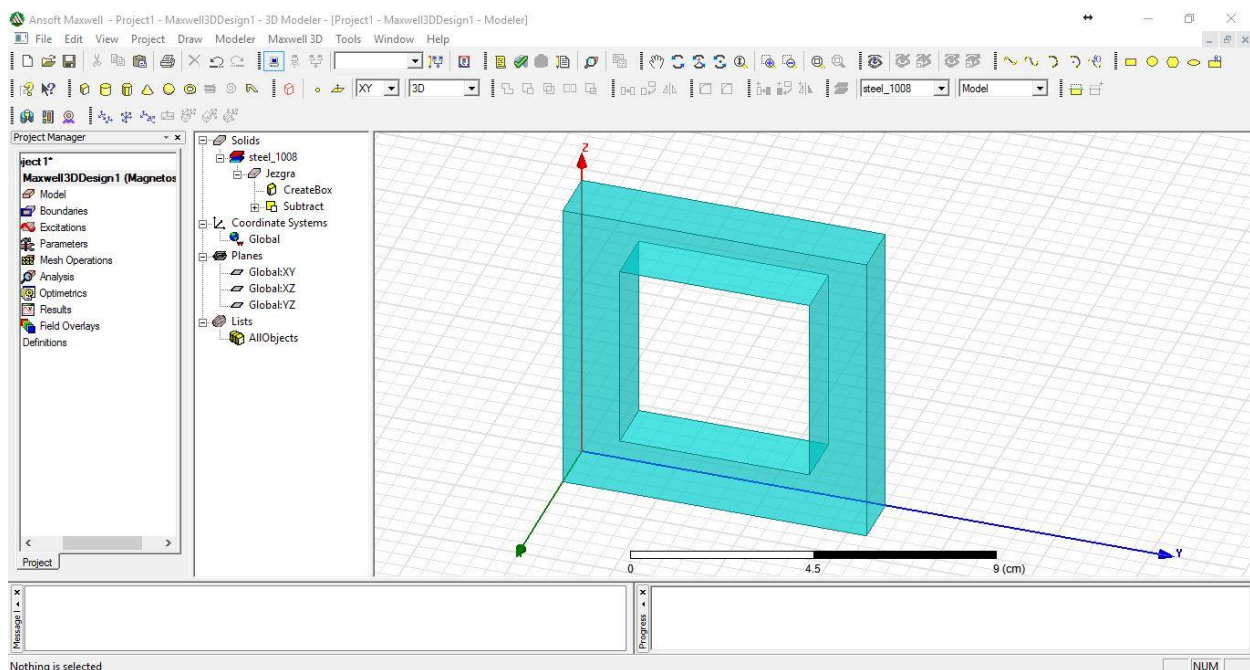 Ansoft Maxwell - Project1 - Maxwell3DDesign1 - 3D Modeler - [Project1 - Maxwell3DDesign1 - Modeler]
File Edit View Project Draw Modeler Maxwell 3D Tools Window Help
XY 3D steel_1008 Model
Project Manager
ject1*
Maxwell3DDesign1 (Magnetos
Model
Boundaries
Excitations
Parameters
Mesh Operations
Analysis
Optimetrics
Results
Field Overlays
Definitions
Project
Solids
steel_1008
Jezgra
CreateBox
Subtract
Coordinate Systems
Global
Planes
Global:XY
Global:XZ
Global:YZ
Lists
AllObjects
Z
Y
0 4.5 9 (cm)
Message
Progress
Nothing is selected
NUM